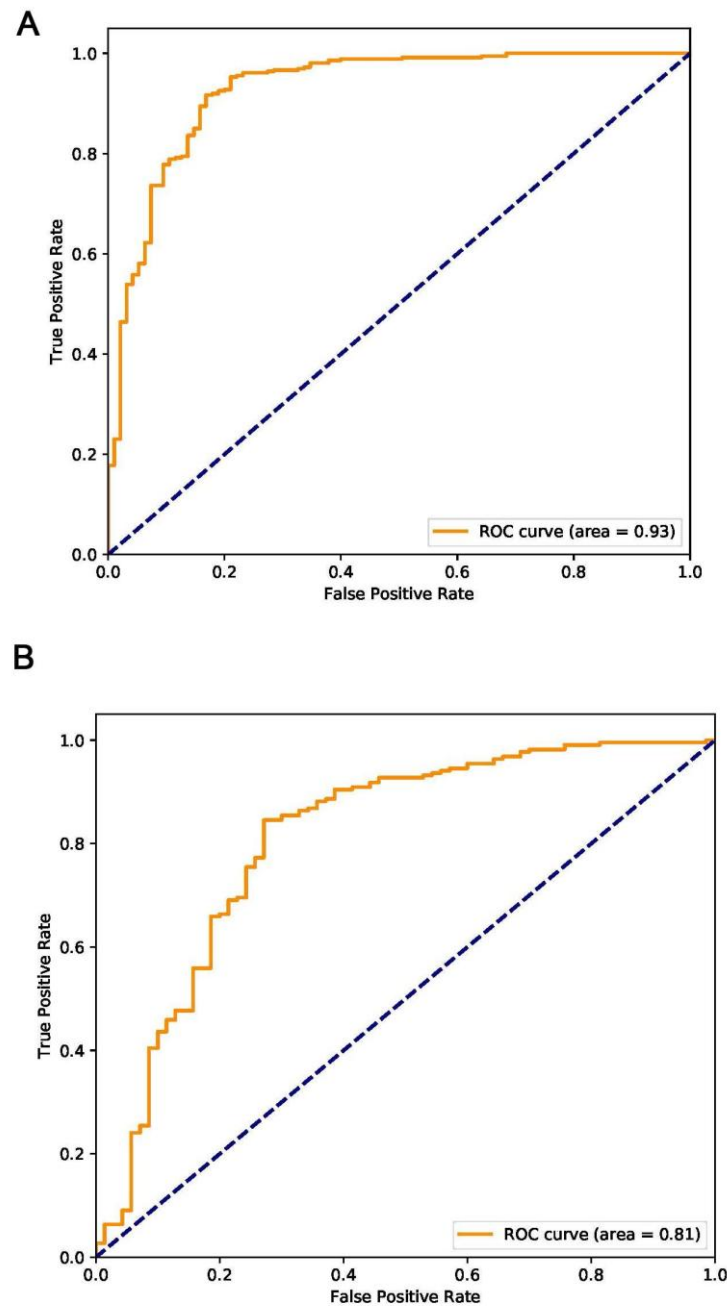 A
1.0
0.8
0.6
0.4
0.2
0.0
True Positive Rate
ROC curve (area = 0.93)
0.0 0.2 0.4 0.6 0.8 1.0
False Positive Rate
B
1.0
0.8
0.6
0.4
0.2
0.0
True Positive Rate
ROC curve (area = 0.81)
0.0 0.2 0.4 0.6 0.8 1.0
False Positive Rate